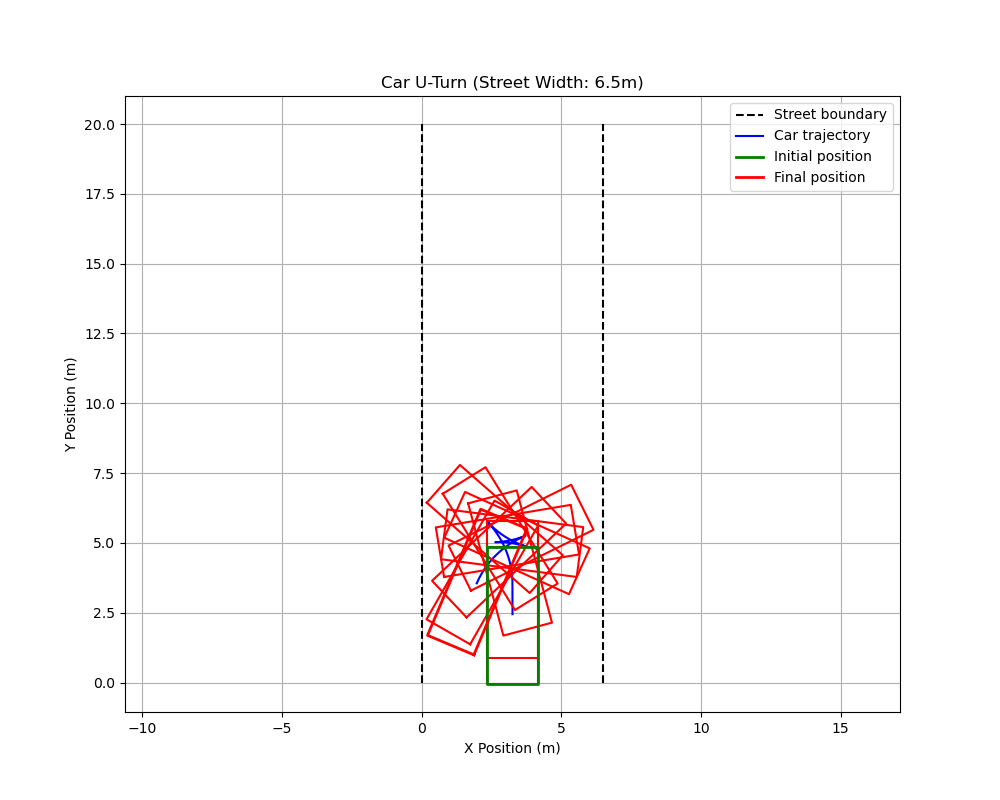 Car U-Turn (Street Width: 6.5m)
Street boundary
Car trajectory
Initial position
Final position
20.0
17.5
15.0
12.5
10.0
7.5
5.0
2.5
0.0
Y Position (m)
−10 −5 0 5 10 15
X Position (m)